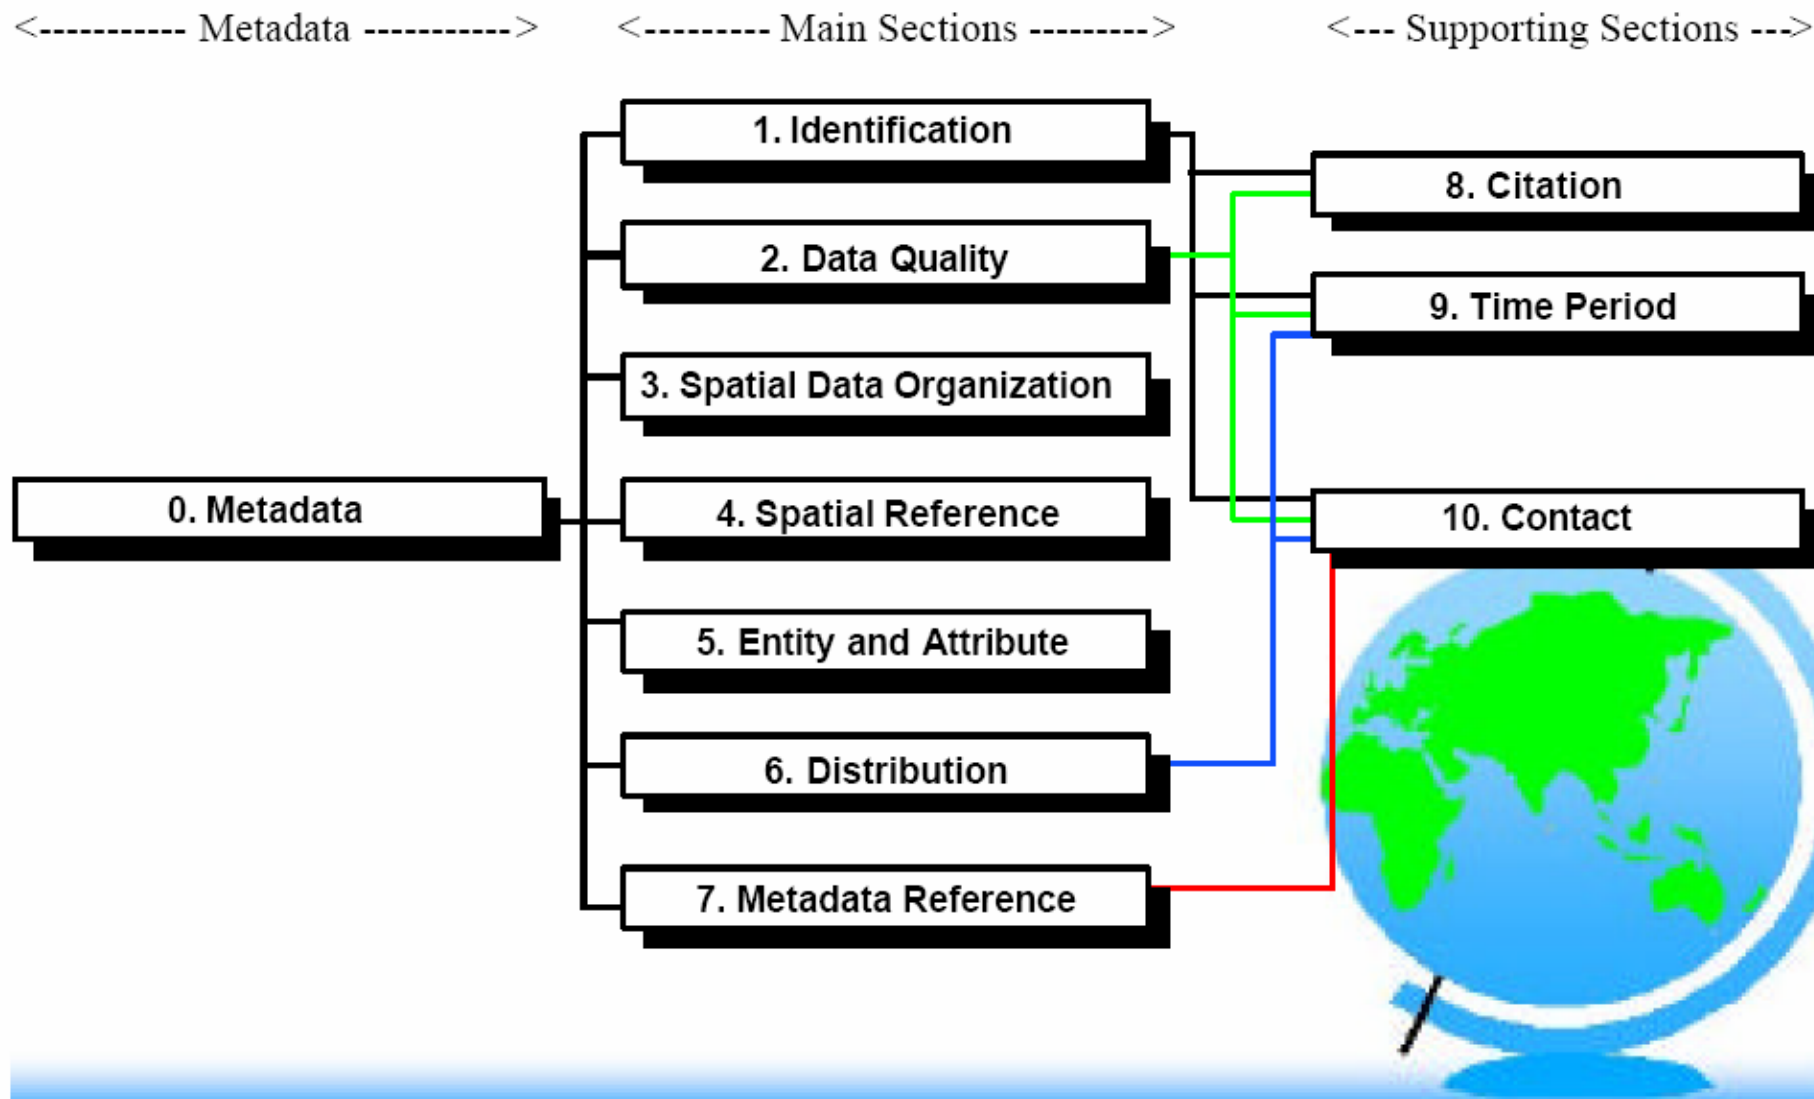 <----------- Metadata ----------->
<--------- Main Sections --------->
<--- Supporting Sections --->
0. Metadata
1. Identification
2. Data Quality
3. Spatial Data Organization
4. Spatial Reference
5. Entity and Attribute
6. Distribution
7. Metadata Reference
8. Citation
9. Time Period
10. Contact